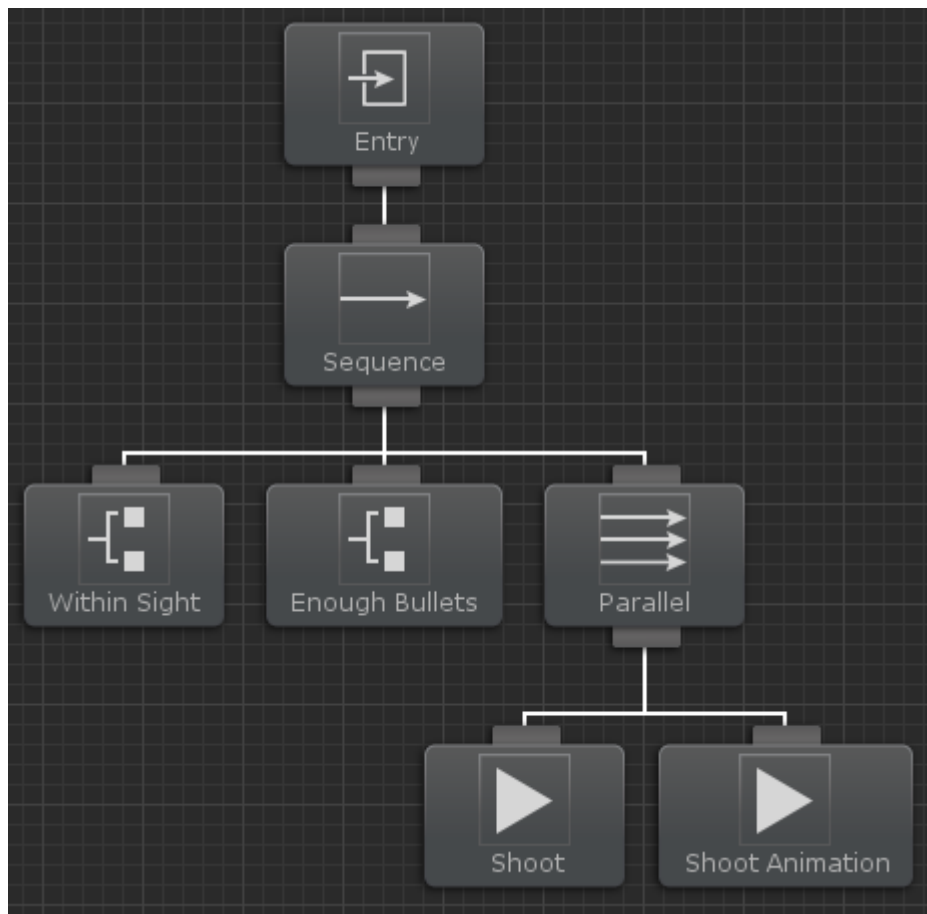 Entry
Sequence
Within Sight
Enough Bullets
Parallel
Shoot
Shoot Animation